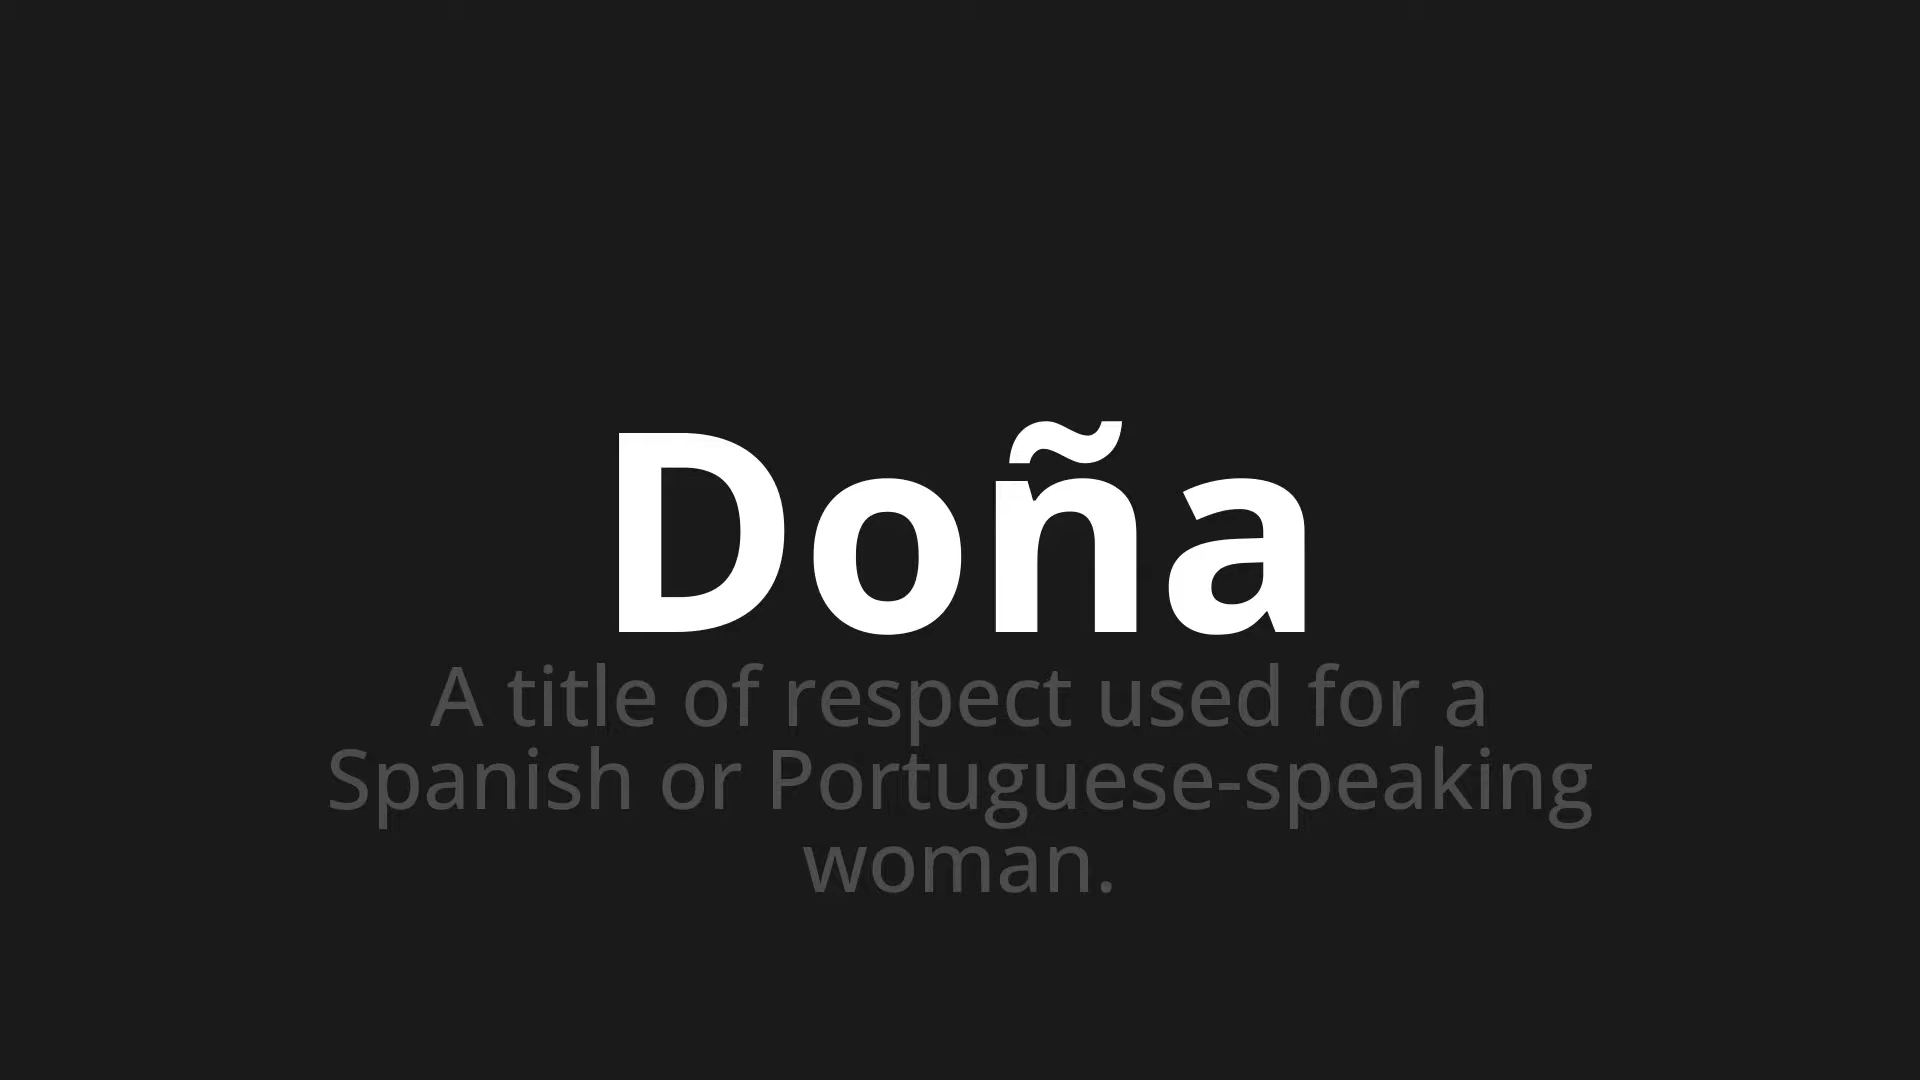 Doña
A title of respect used for a
Spanish or Portuguese-speaking
woman.